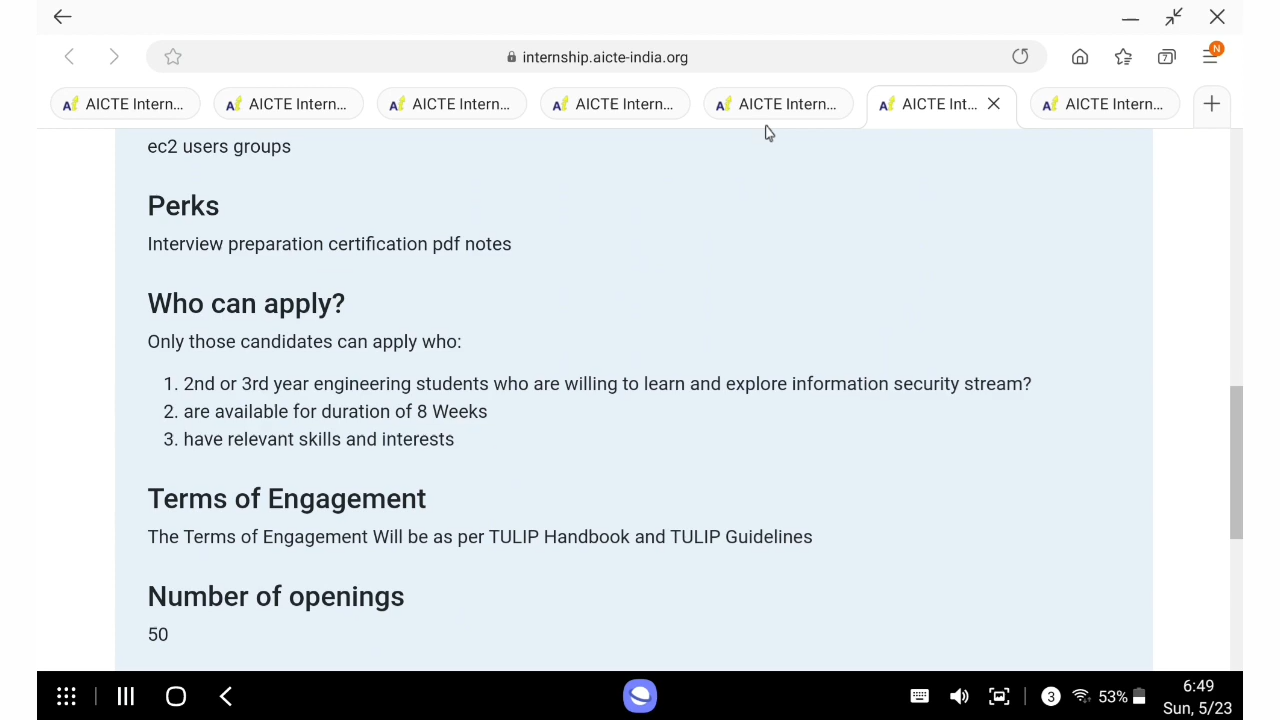 internship.aicte-india.org
7
N
AICTE Intern...
AICTE Intern...
AICTE Intern...
AICTE Intern...
AICTE Intern...
AICTE Int...
AICTE Intern...
ec2 users groups
Perks
Interview preparation certification pdf notes
Who can apply?
Only those candidates can apply who:
1. 2nd or 3rd year engineering students who are willing to learn and explore information security stream?
2. are available for duration of 8 Weeks
3. have relevant skills and interests
Terms of Engagement
The Terms of Engagement Will be as per TULIP Handbook and TULIP Guidelines
Number of openings
50
3
53%
6:49
Sun, 5/23